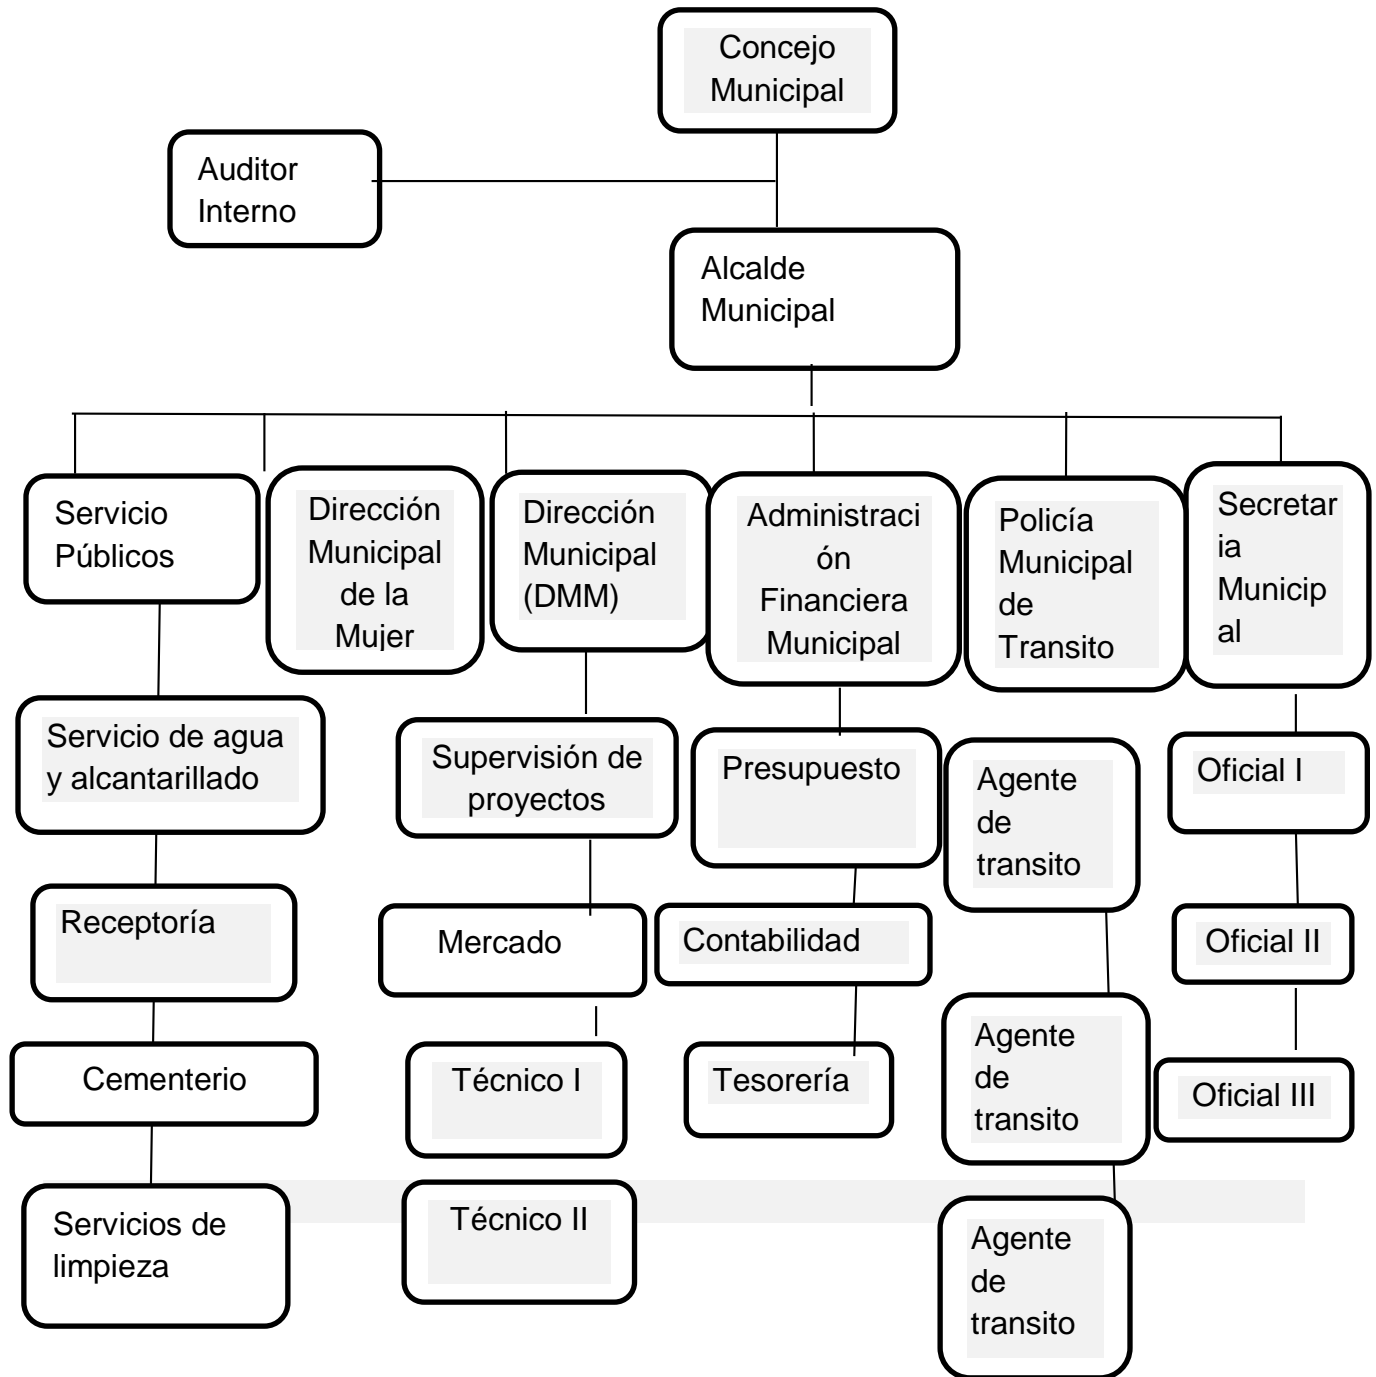 Concejo
Municipal
Auditor
Interno
Alcalde
Municipal
Servicio
Públicos
Dirección
Municipal
de la
Mujer
Dirección
Municipal
(DMM)
Administraci
ón
Financiera
Municipal
Policía
Municipal
de
Transito
Secretar
ia
Municip
al
Servicio de agua
y alcantarillado
Supervisión de
proyectos
Presupuesto
Agente
de
transito
Oficial I
Receptoría
Mercado
Contabilidad
Oficial II
Cementerio
Técnico I
Tesorería
Agente
de
transito
Oficial III
Servicios de
limpieza
Técnico II
Agente
de
transito